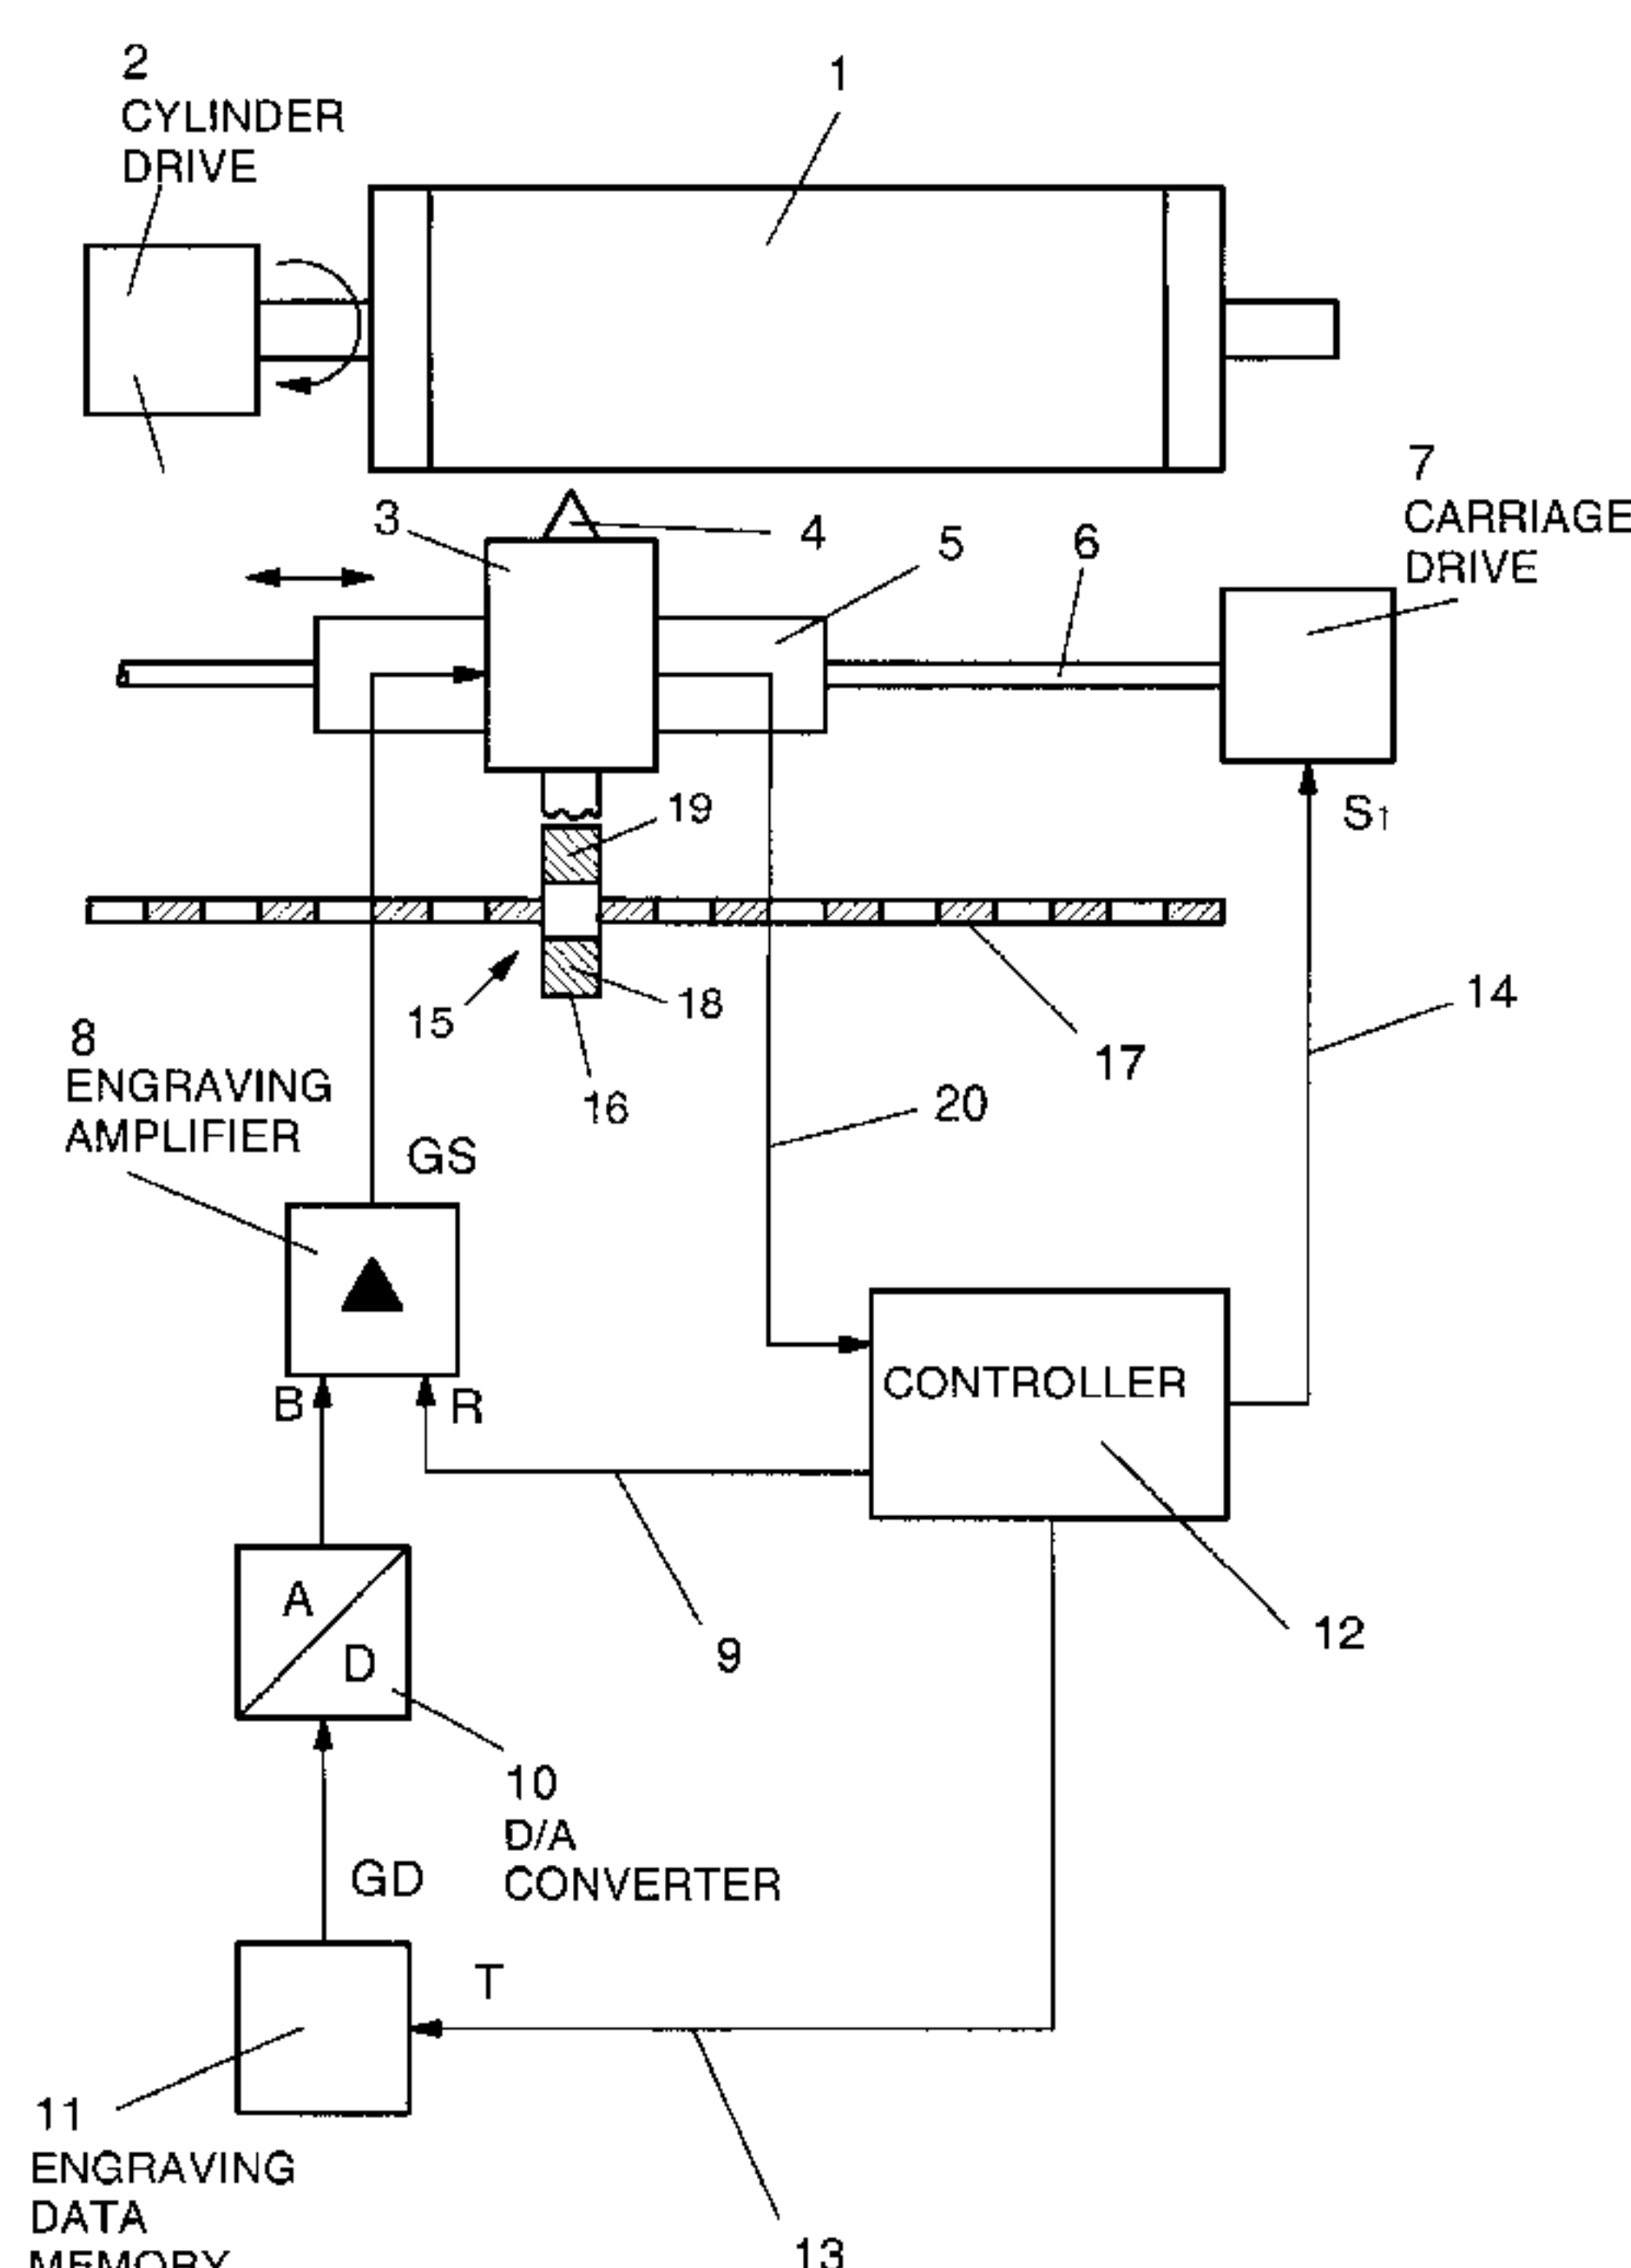 2
CYLINDER
DRIVE
1
7
CARRIAGE
DRIVE
3
4
5
6
S1
19
18
15
16
17
14
8
ENGRAVING
AMPLIFIER
GS
20
CONTROLLER
B
R
A
D
9
12
10
D/A
CONVERTER
GD
T
11
ENGRAVING
DATA
MEMORY
13